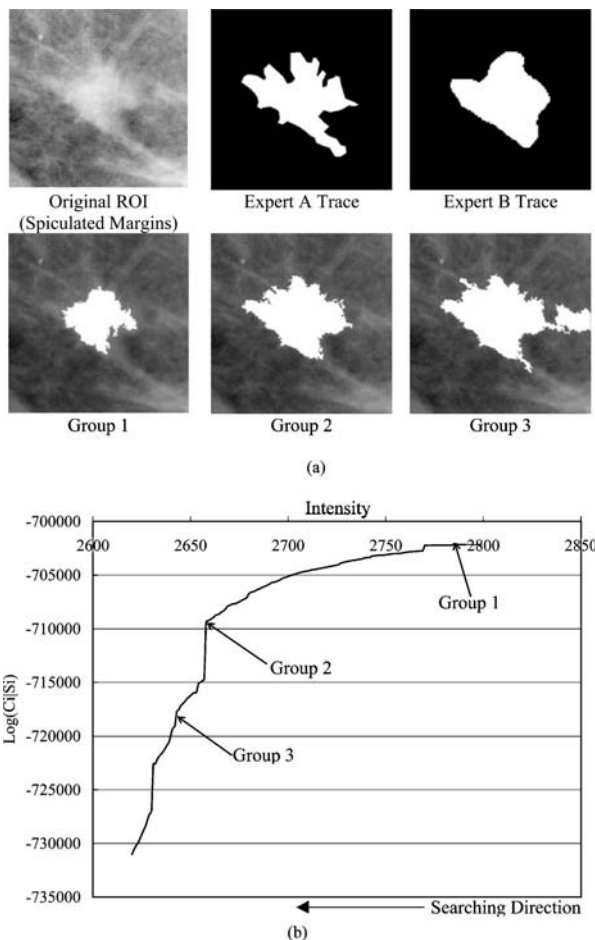 Original ROI
(Spiculated Margins)
Expert A Trace
Expert B Trace
Group 1
Group 2
Group 3
(a)
Intensity
-700000
2600
2650
2700
2750
2800
2850
-705000
Group 1
-710000
Group 2
-715000
Log(Ci|Si)
-720000
Group 3
-725000
-730000
-735000
Searching Direction
(b)